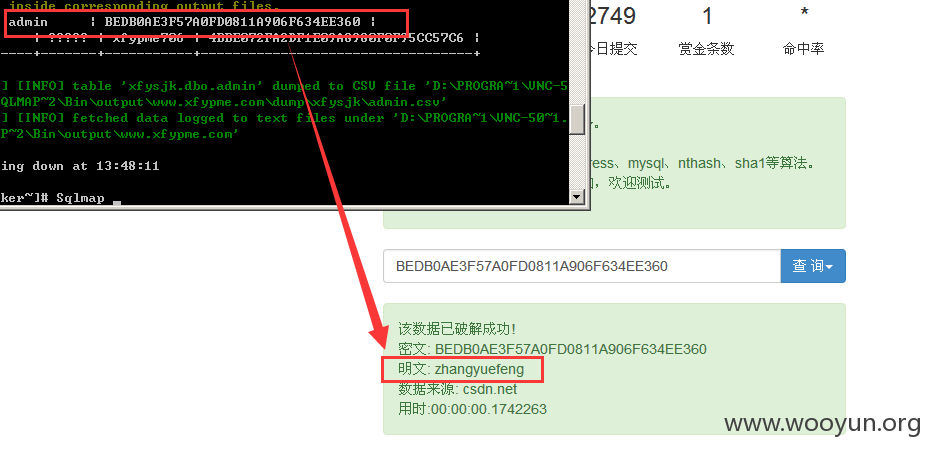 inside corresponding output files.
admin | BEDB0AE3F57A0FD0811A906F634EE360 |
| ????? | xfypme706 | 4BBE072FA2DF1E09A8980F8F95CC57C6 |
] [INFO] table 'xfysjk.dbo.admin' dumped to CSV file 'D:\PROGRA~1\VNC-5
QLMAP~2\Bin\output\www.xfypme.com\dump\xfysjk\admin.csv'
] [INFO] fetched data logged to text files under 'D:\PROGRA~1\VNC-50~1.
P~2\Bin\output\www.xfypme.com'
ing down at 13:48:11
ker~]# Sqlmap _
2749 1 *
今日提交 赏金条数 命中率
ress、mysql、nthash、sha1等算法。
，欢迎测试。
BEDB0AE3F57A0FD0811A906F634EE360 查 询
该数据已破解成功!
密文: BEDB0AE3F57A0FD0811A906F634EE360
明文: zhangyuefeng
数据来源: csdn.net
用时:00:00:00.1742263
www.wooyun.org